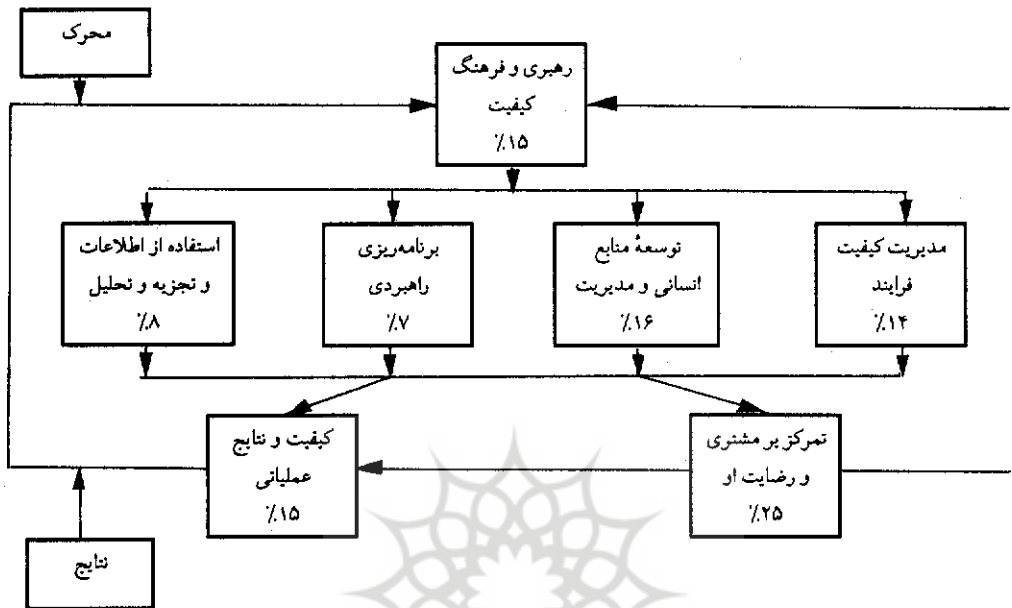 محرک
رهبری و فرهنگ
کیفیت
٪۱۵
مدیریت کیفیت
فرایند
٪۱۴
توسعهٔ منابع
انسانی و مدیریت
٪۱۶
برنامه‌ریزی
راهبردی
٪۷
استفاده از اطلاعات
و تجزیه و تحلیل
٪۸
تمرکز بر مشتری
و رضایت او
٪۲۵
کیفیت و نتایج
عملیاتی
٪۱۵
نتایج